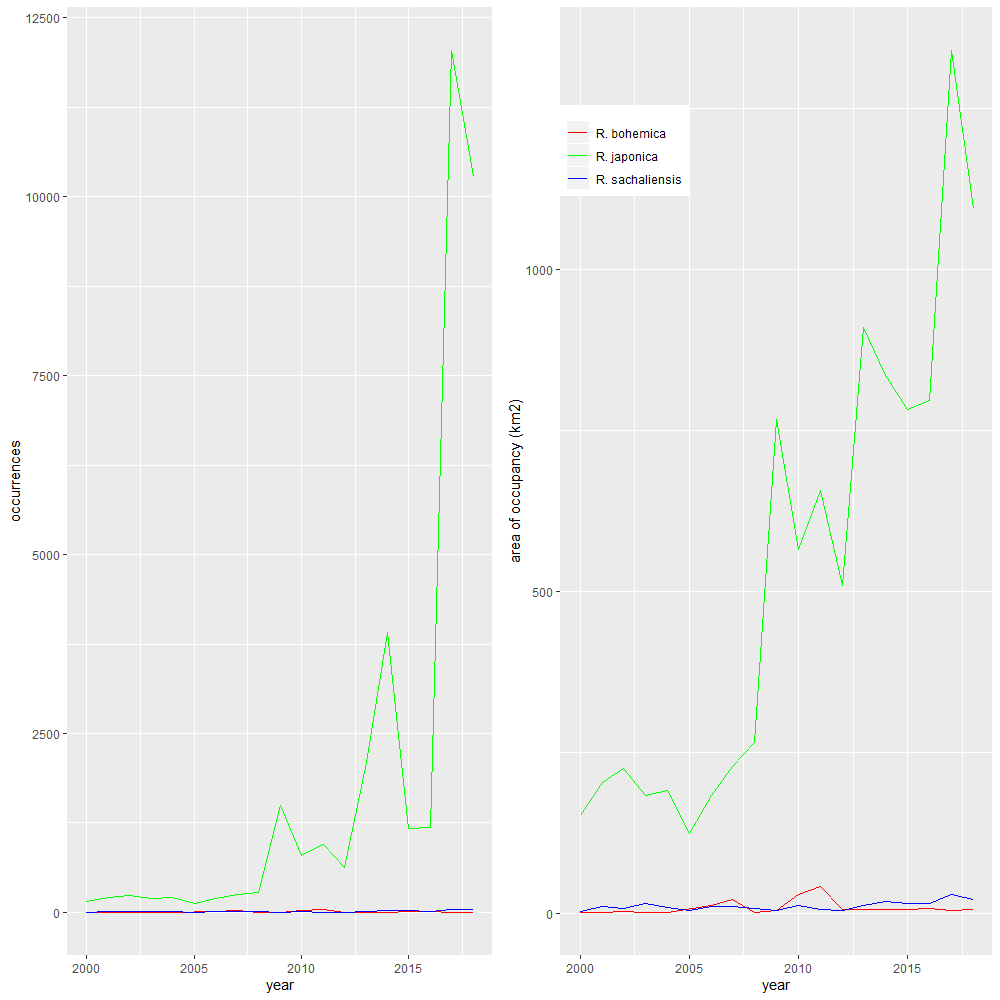 12500
10000
7500
5000
2500
0
occurrences
2000 2005 2010 2015
year
R. bohemica
R. japonica
R. sachaliensis
1000
500
0
area of occupancy (km2)
2000 2005 2010 2015
year